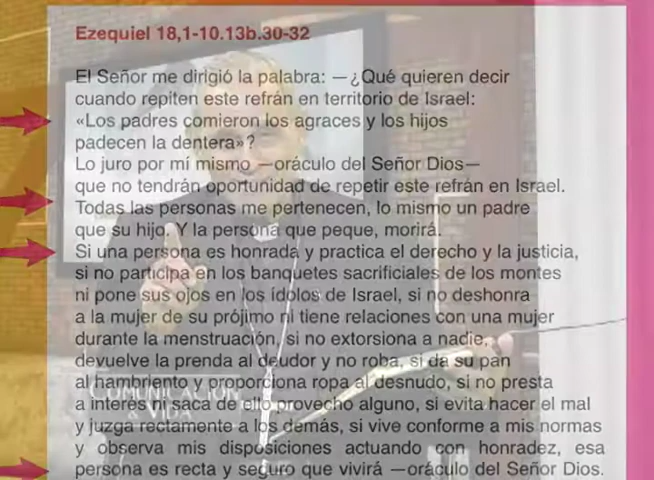 Ezequiel 18,1-10.13b.30-32
El Señor me dirigió la palabra: —¿Qué quieren decir
cuando repiten este refrán en territorio de Israel:
«Los padres comieron los agraces y los hijos
padecen la dentera»?
Lo juro por mí mismo —oráculo del Señor Dios—
que no tendrán oportunidad de repetir este refrán en Israel.
Todas las personas me pertenecen, lo mismo un padre
que su hijo. Y la persona que peque, morirá.
Si una persona es honrada y practica el derecho y la justicia,
si no participa en los banquetes sacrificiales de los montes
ni pone sus ojos en los ídolos de Israel, si no deshonra
a la mujer de su prójimo ni tiene relaciones con una mujer
durante la menstruación, si no extorsiona a nadie,
devuelve la prenda al deudor y no roba, si da su pan
al hambriento y proporciona ropa al desnudo, si no presta
a interés ni saca de ello provecho alguno, si evita hacer el mal
y juzga rectamente a los demás, si vive conforme a mis normas
y observa mis disposiciones actuando con honradez, esa
persona es recta y seguro que vivirá —oráculo del Señor Dios.
COMUNICACIÓN
& VIDA